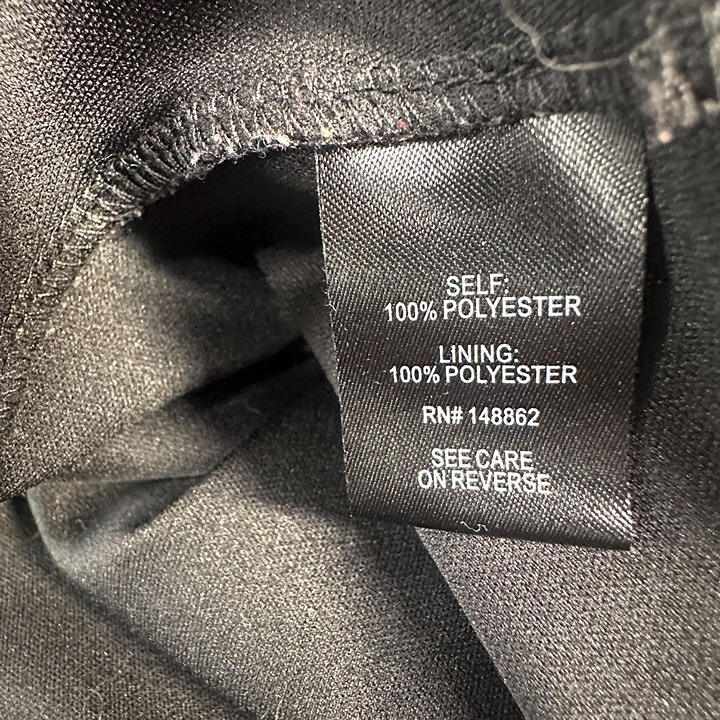 SELF:
100% POLYESTER
LINING:
100% POLYESTER
RN# 148862
SEE CARE
ON REVERSE